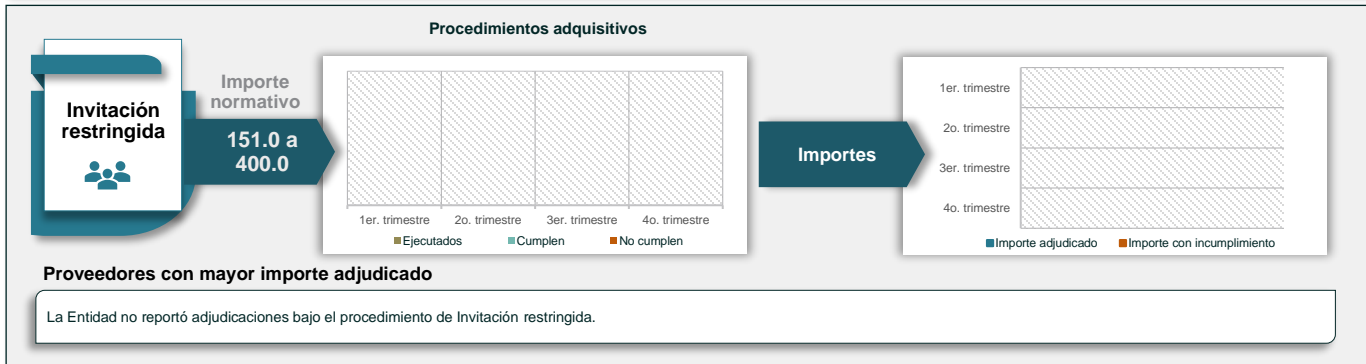 Procedimientos adquisitivos
Invitación
restringida
Importe
normativo
151.0 a
400.0
1er. trimestre 2o. trimestre 3er. trimestre 4o. trimestre
Ejecutados Cumplen No cumplen
Importes
1er. trimestre
2o. trimestre
3er. trimestre
4o. trimestre
Importe adjudicado Importe con incumplimiento
Proveedores con mayor importe adjudicado
La Entidad no reportó adjudicaciones bajo el procedimiento de Invitación restringida.